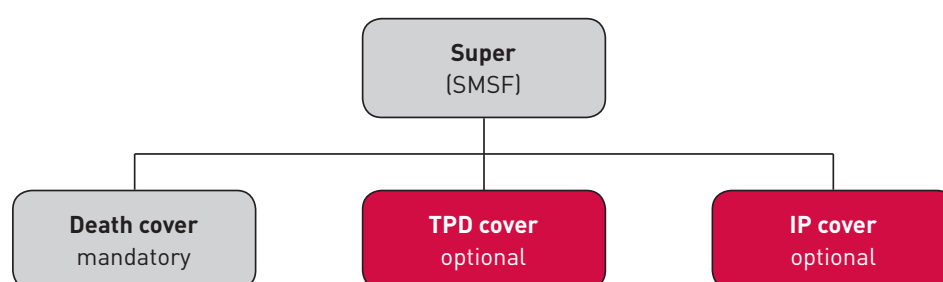 Super
(SMSF)
Death cover
mandatory
TPD cover
optional
IP cover
optional